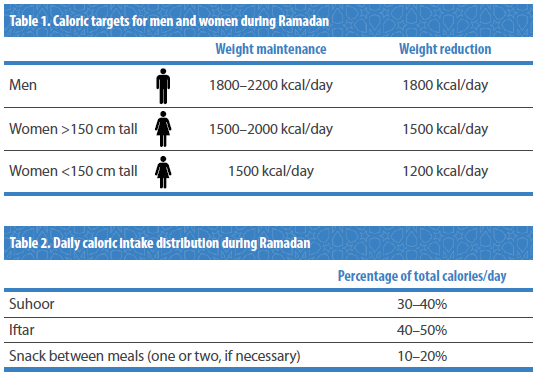 Table 1. Caloric targets for men and women during Ramadan
Weight maintenance Weight reduction
Men 1800–2200 kcal/day 1800 kcal/day
Women >150 cm tall 1500–2000 kcal/day 1500 kcal/day
Women <150 cm tall 1500 kcal/day 1200 kcal/day
Table 2. Daily caloric intake distribution during Ramadan
Percentage of total calories/day
Suhoor 30–40%
Iftar 40–50%
Snack between meals (one or two, if necessary) 10–20%